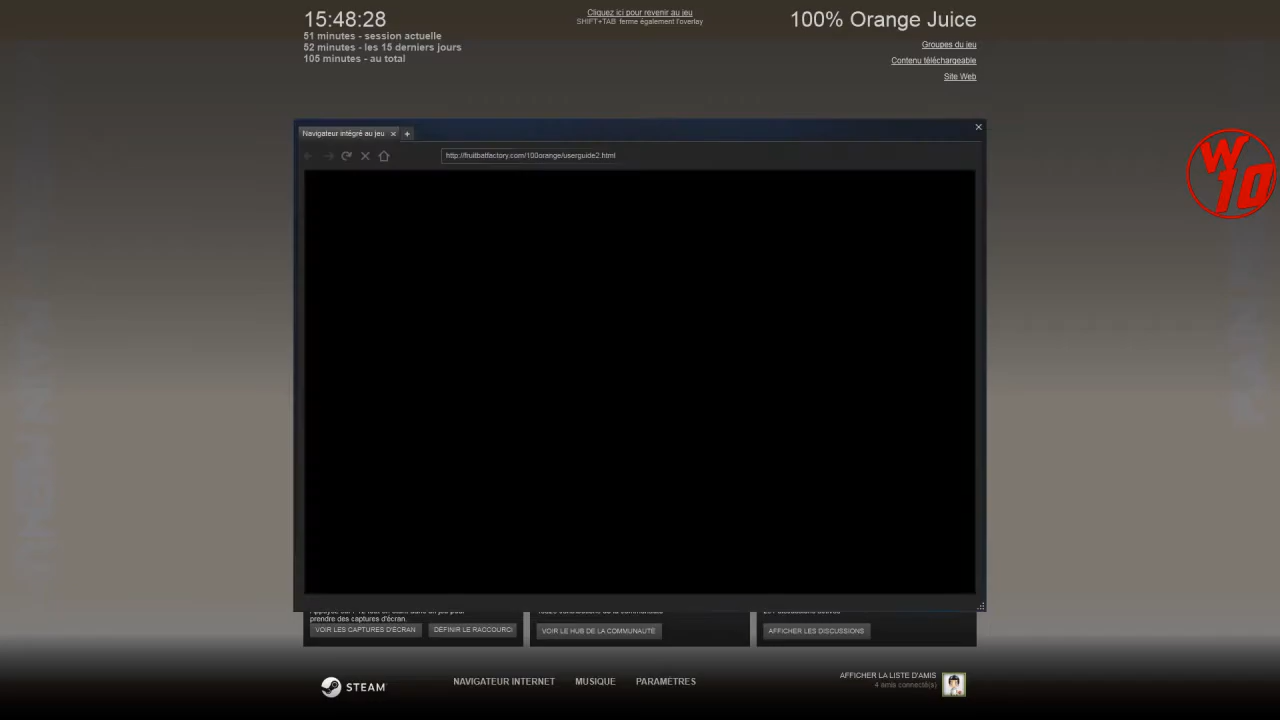 15:48:28
51 minutes - session actuelle
52 minutes - les 15 derniers jours
105 minutes - au total
Cliquez ici pour revenir au jeu
SHIFT+TAB ferme également l'overlay
100% Orange Juice
Groupes du jeu
Contenu téléchargeable
Site Web
Navigateur intégré au jeu
http://fruitbatfactory.com/100orange/userguide2.html
W
10
prendre des captures d'écran.
VOIR LES CAPTURES D'ÉCRAN
DÉFINIR LE RACCOURCI
VOIR LE HUB DE LA COMMUNAUTÉ
AFFICHER LES DISCUSSIONS
STEAM
NAVIGATEUR INTERNET
MUSIQUE
PARAMÈTRES
AFFICHER LA LISTE D'AMIS
4 amis connecté(s)